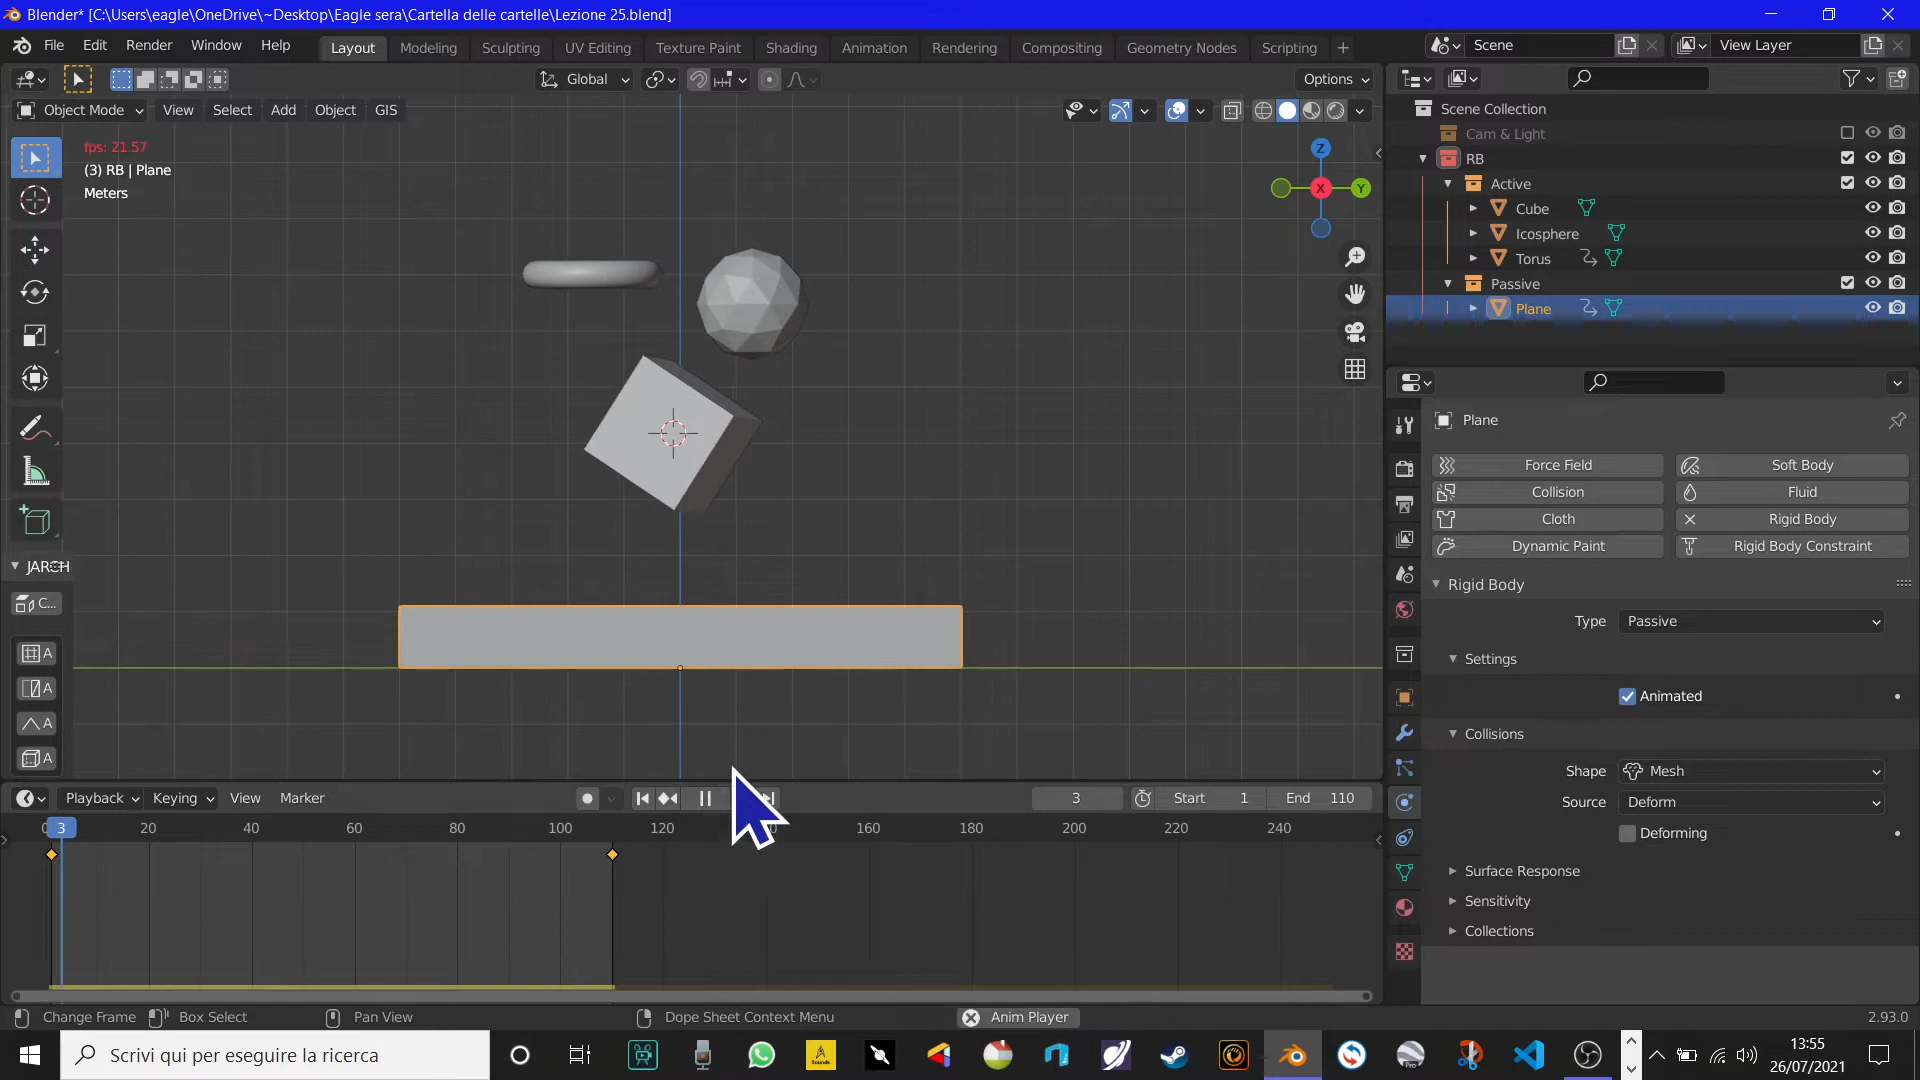 Blender* [C:\Users\eagle\OneDrive\~Desktop\Eagle sera\Cartella delle cartelle\Lezione 25.blend]
File Edit Render Window Help
Layout Modeling Sculpting UV Editing Texture Paint Shading Animation Rendering Compositing Geometry Nodes Scripting +
Scene View Layer
Global Options
Object Mode View Select Add Object GIS
fps: 21.57
(3) RB | Plane
Meters
Z
X
Y
JARCH
C...
A
A
A
A
Scene Collection
Cam & Light
RB
Active
Cube
Icosphere
Torus
Passive
Plane
Plane
Force Field Soft Body
Collision Fluid
Cloth Rigid Body
Dynamic Paint Rigid Body Constraint
Rigid Body
Type Passive
Settings
Animated
Collisions
Shape Mesh
Source Deform
Deforming
Surface Response
Sensitivity
Collections
Playback Keying View Marker 3 Start 1 End 110
3 20 40 60 80 100 120 160 180 200 220 240
Change Frame Box Select Pan View Dope Sheet Context Menu Anim Player 2.93.0
Scrivi qui per eseguire la ricerca
13:55
26/07/2021